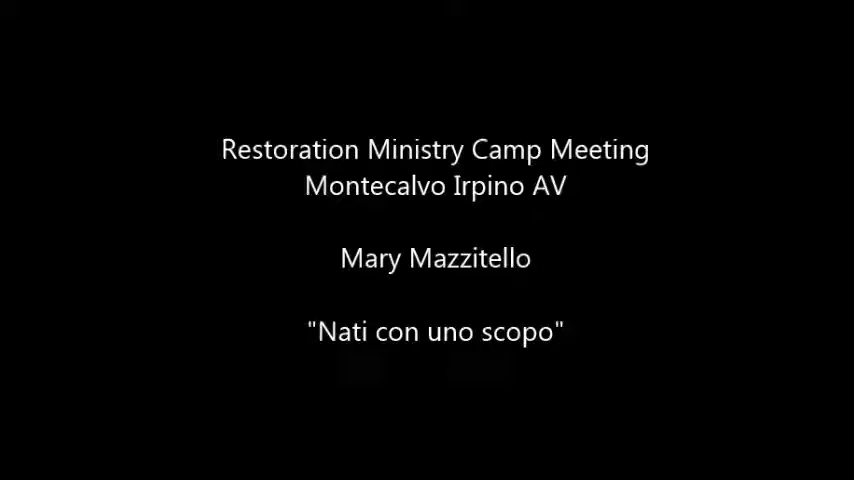 Restoration Ministry Camp Meeting
Montecalvo Irpino AV
Mary Mazzitello
"Nati con uno scopo"